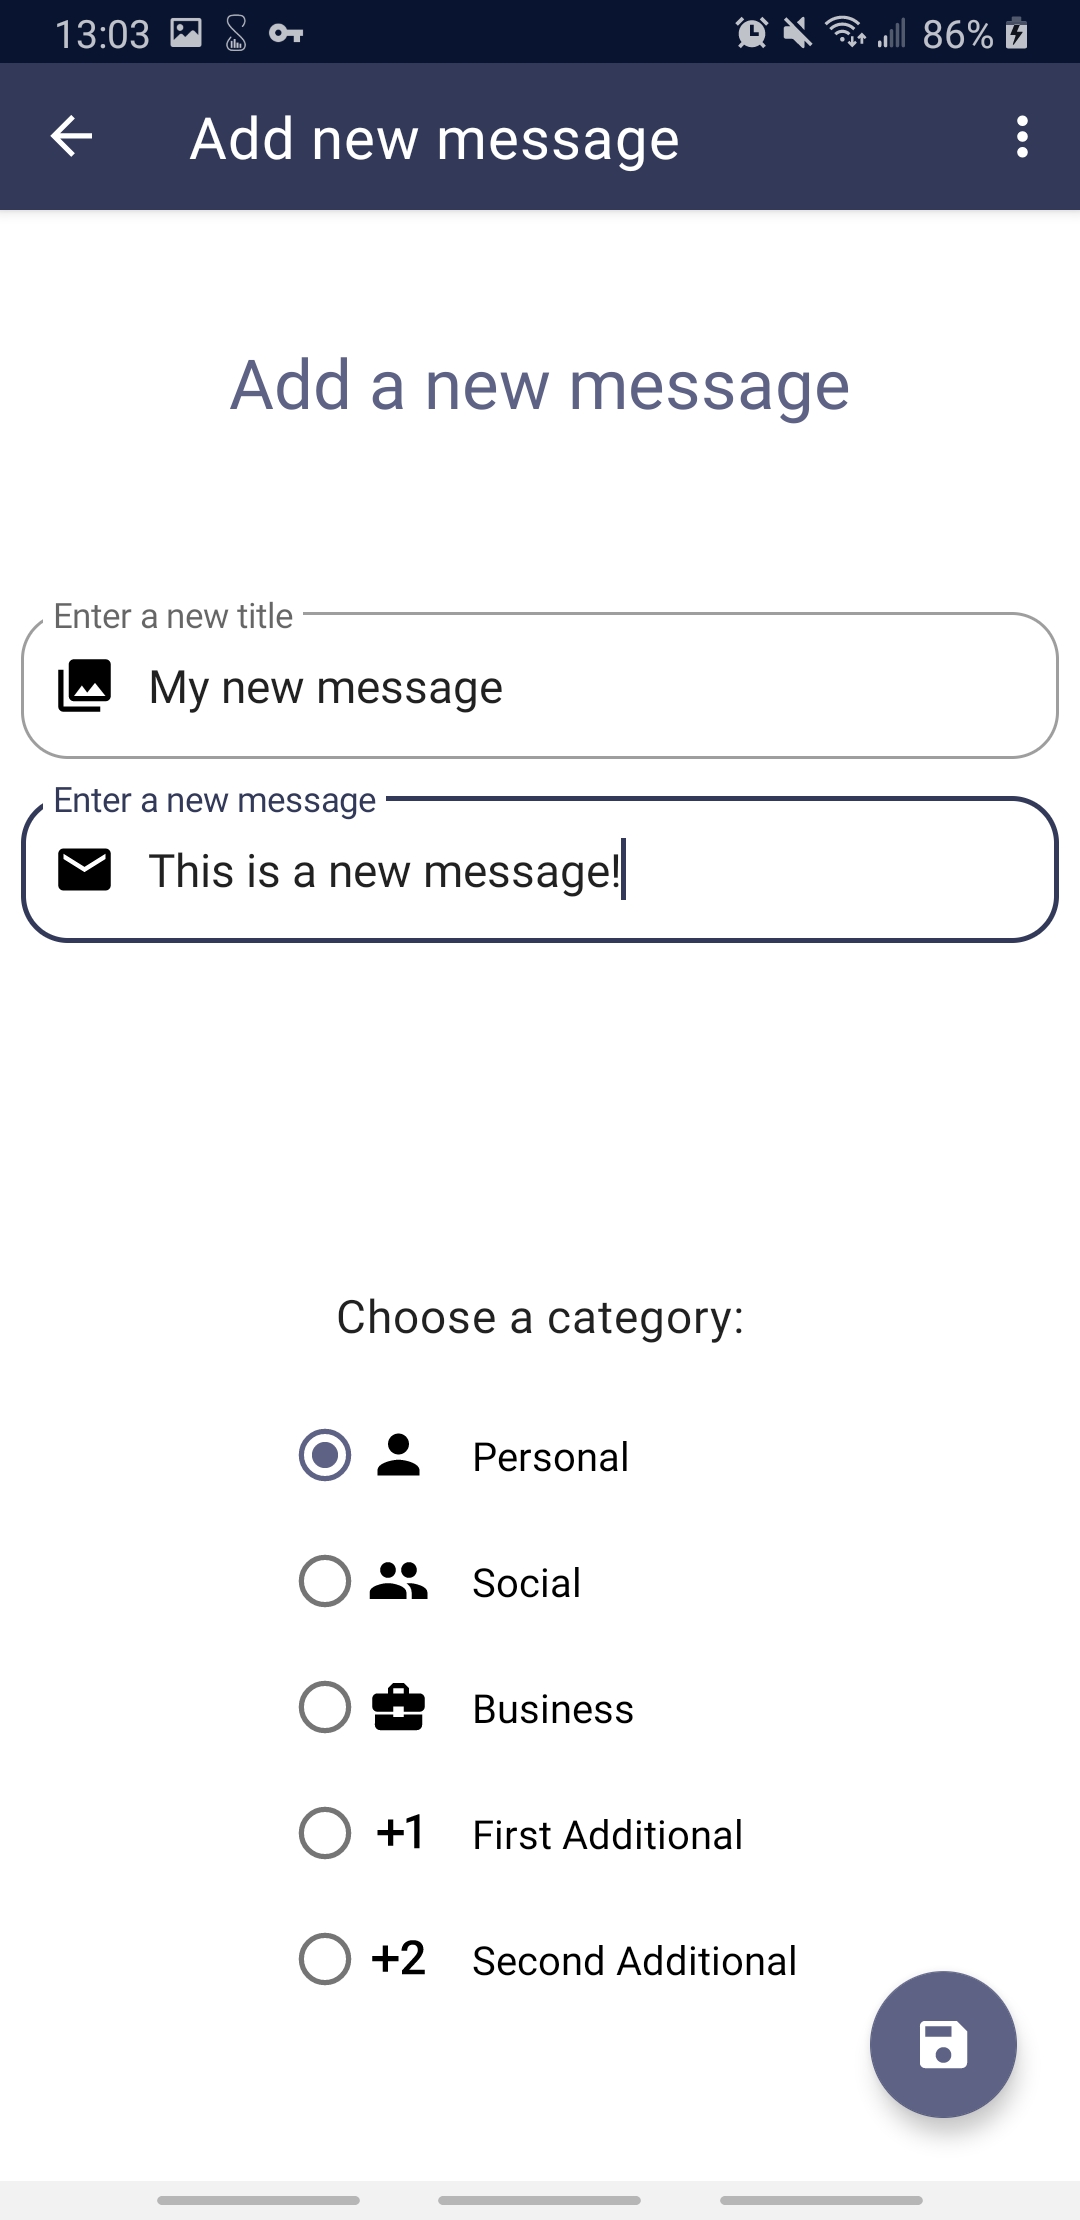 13:03 86%
Add new message
Add a new message
Enter a new title
My new message
Enter a new message
This is a new message!
Choose a category:
Personal
Social
Business
+1 First Additional
+2 Second Additional